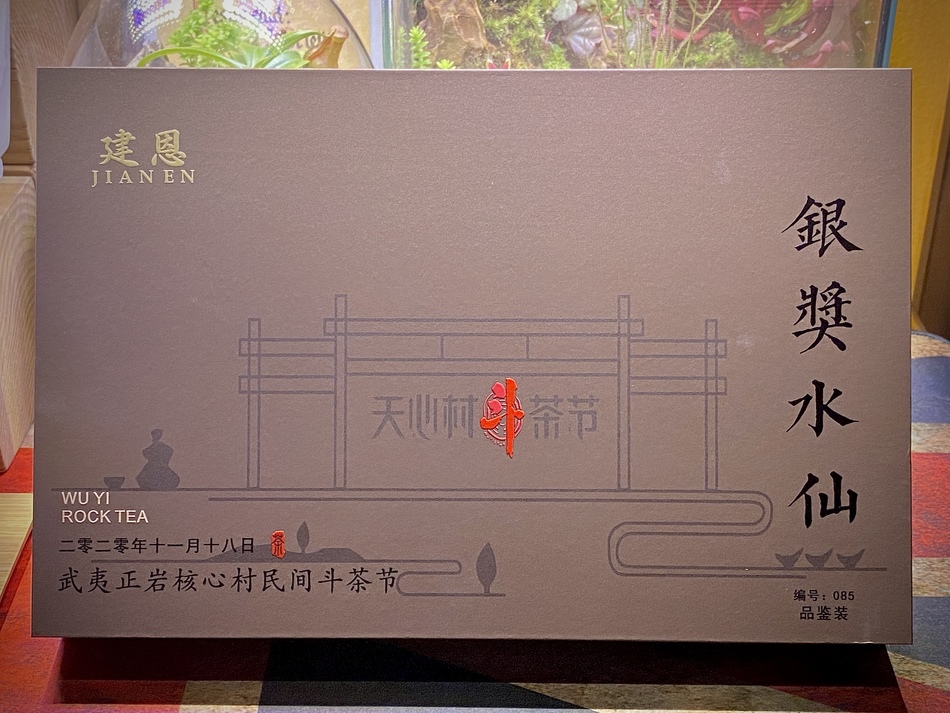 建恩
JIAN EN
銀獎水仙
天心村斗茶节
WU YI
ROCK TEA
二零二零年十一月十八日 茶
武夷正岩核心村民间斗茶节
编号：085
品鉴装